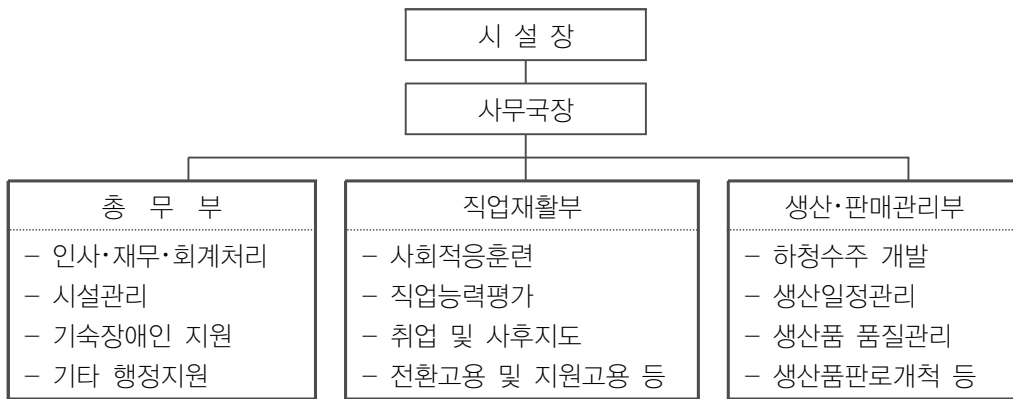 시 설 장
사무국장
총 무 부
- 인사·재무·회계처리
- 시설관리
- 기숙장애인 지원
- 기타 행정지원
직업재활부
- 사회적응훈련
- 직업능력평가
- 취업 및 사후지도
- 전환고용 및 지원고용 등
생산·판매관리부
- 하청수주 개발
- 생산일정관리
- 생산품 품질관리
- 생산품판로개척 등